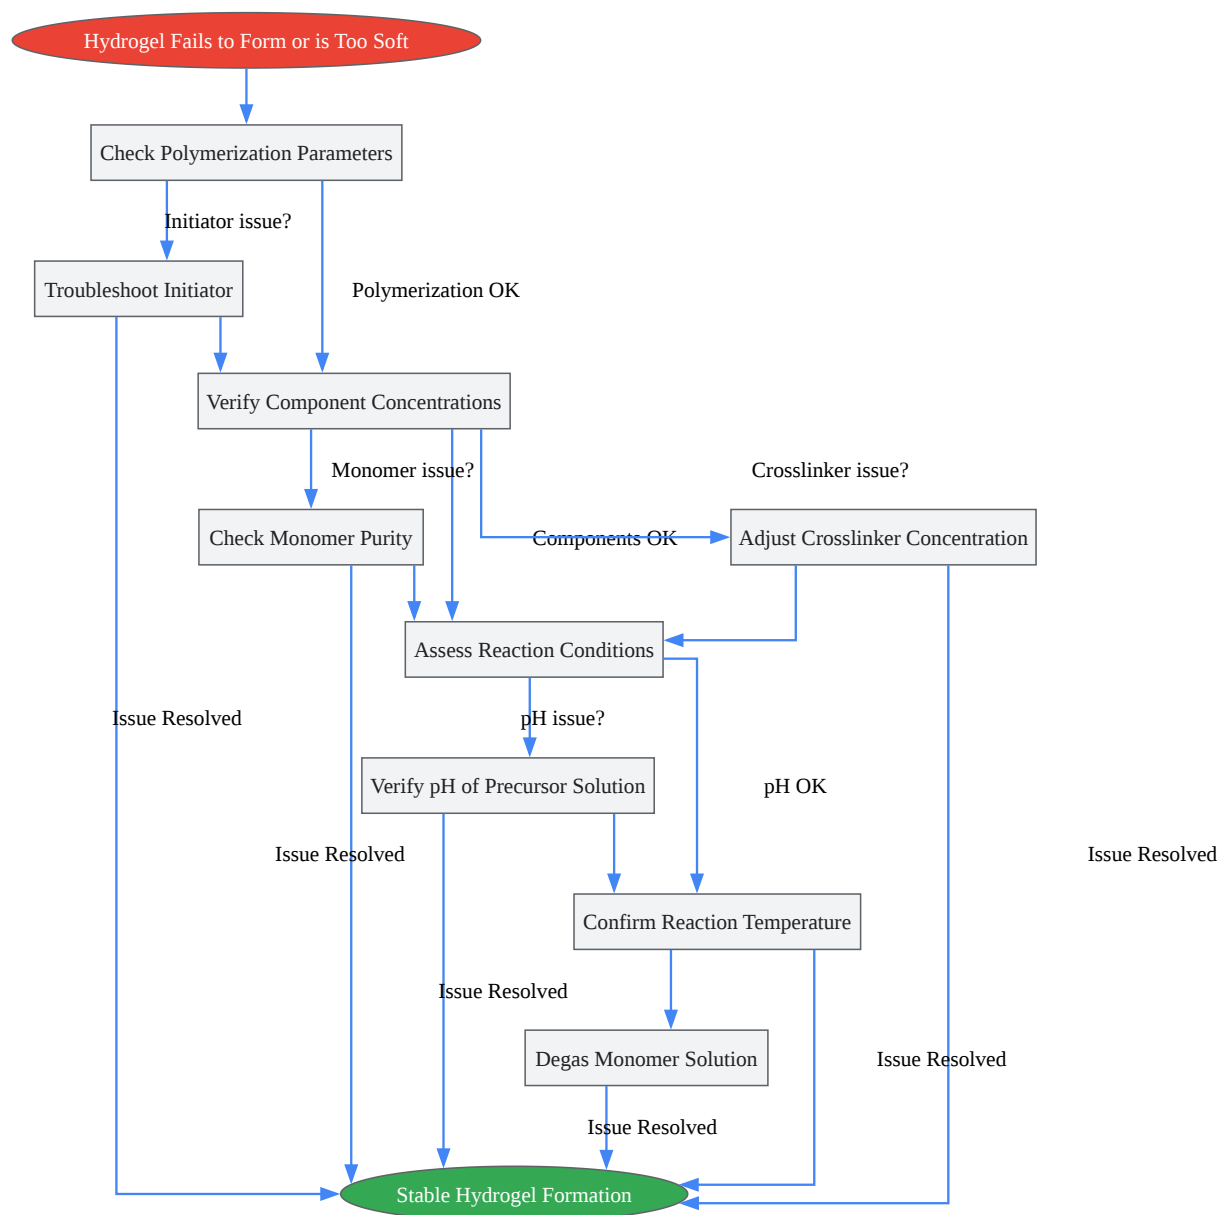 Hydrogel Fails to Form or is Too Soft
Check Polymerization Parameters
Initiator issue?
Troubleshoot Initiator
Polymerization OK
Verify Component Concentrations
Monomer issue?
Crosslinker issue?
Check Monomer Purity
Components OK
Adjust Crosslinker Concentration
Assess Reaction Conditions
Issue Resolved
pH issue?
Verify pH of Precursor Solution
pH OK
Issue Resolved
Issue Resolved
Confirm Reaction Temperature
Issue Resolved
Degas Monomer Solution
Issue Resolved
Issue Resolved
Stable Hydrogel Formation